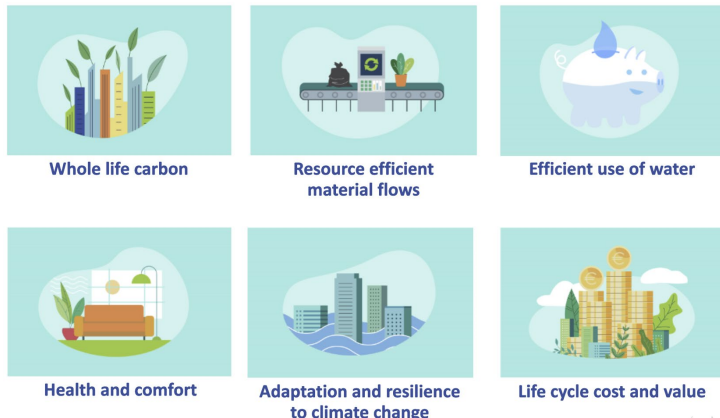 Whole life carbon
Resource efficient
material flows
Efficient use of water
Health and comfort
Adaptation and resilience
to climate change
Life cycle cost and value